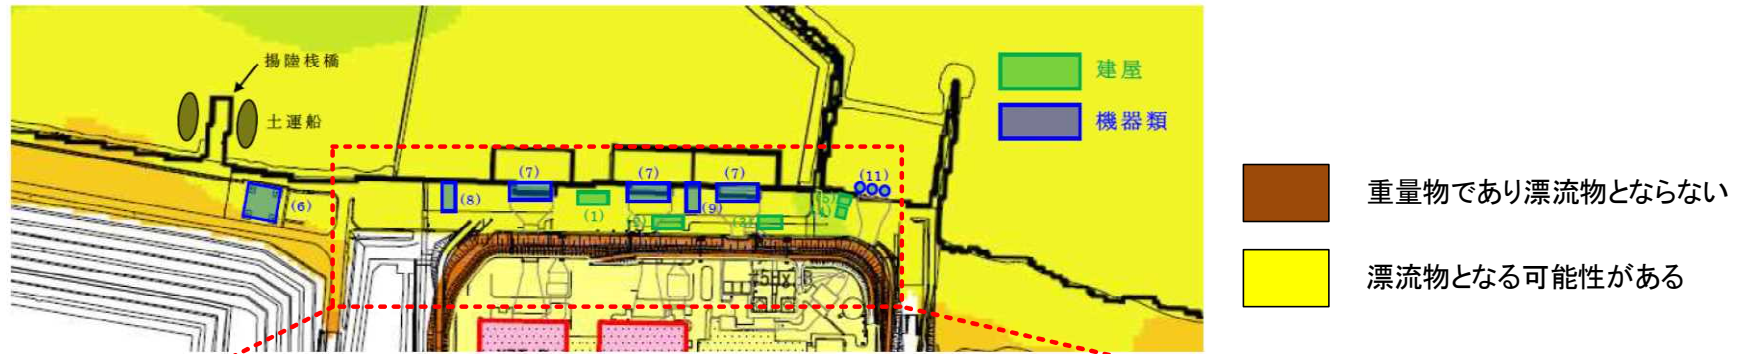 揚陸桟橋
土運船
建屋
機器類
(7)
(7)
(7)
(11)
(6)
(8)
(1)
(9)
重量物であり漂流物とならない
漂流物となる可能性がある